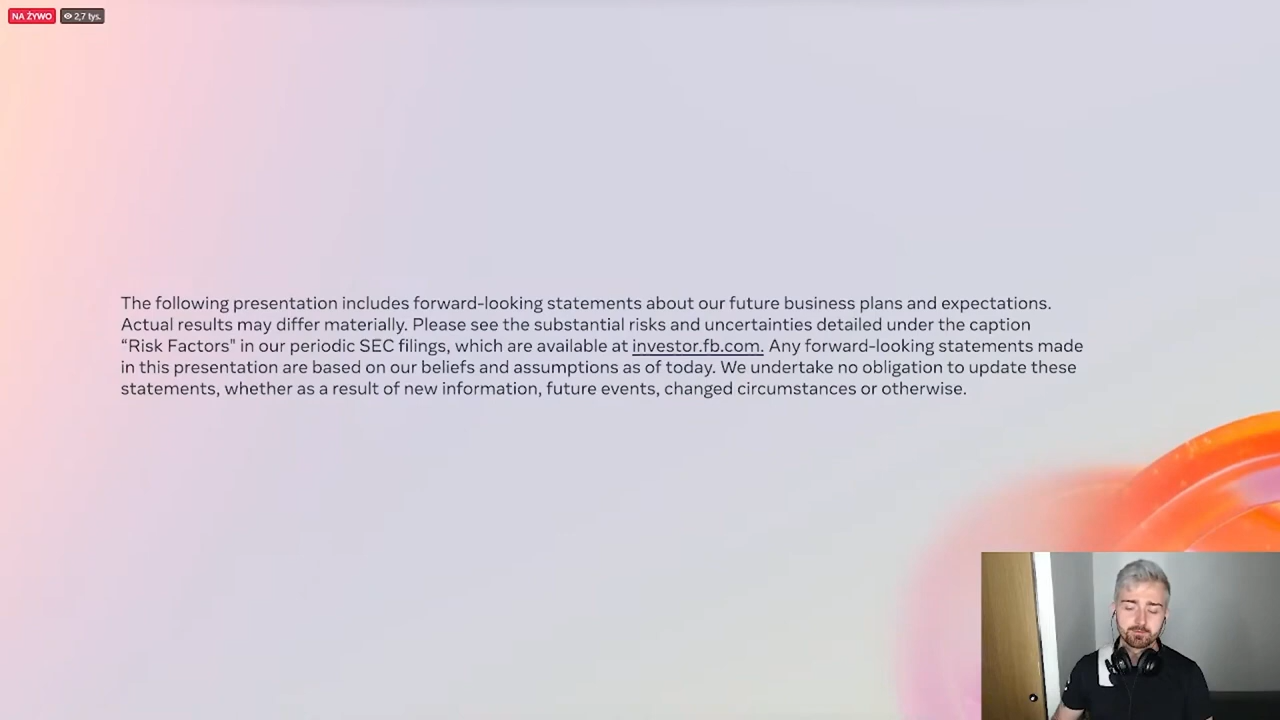 NA ŻYWO
2,7 tys.
The following presentation includes forward-looking statements about our future business plans and expectations.
Actual results may differ materially. Please see the substantial risks and uncertainties detailed under the caption
“Risk Factors” in our periodic SEC filings, which are available at investor.fb.com. Any forward-looking statements made
in this presentation are based on our beliefs and assumptions as of today. We undertake no obligation to update these
statements, whether as a result of new information, future events, changed circumstances or otherwise.